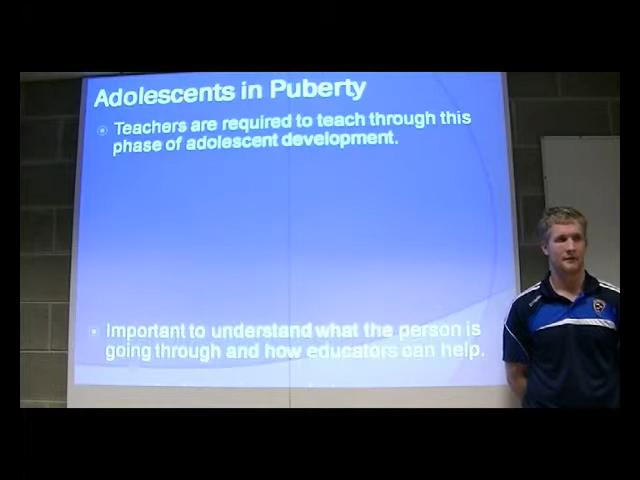 Adolescents in Puberty
Teachers are required to teach through this
phase of adolescent development.
Important to understand what the person is
going through and how educators can help.